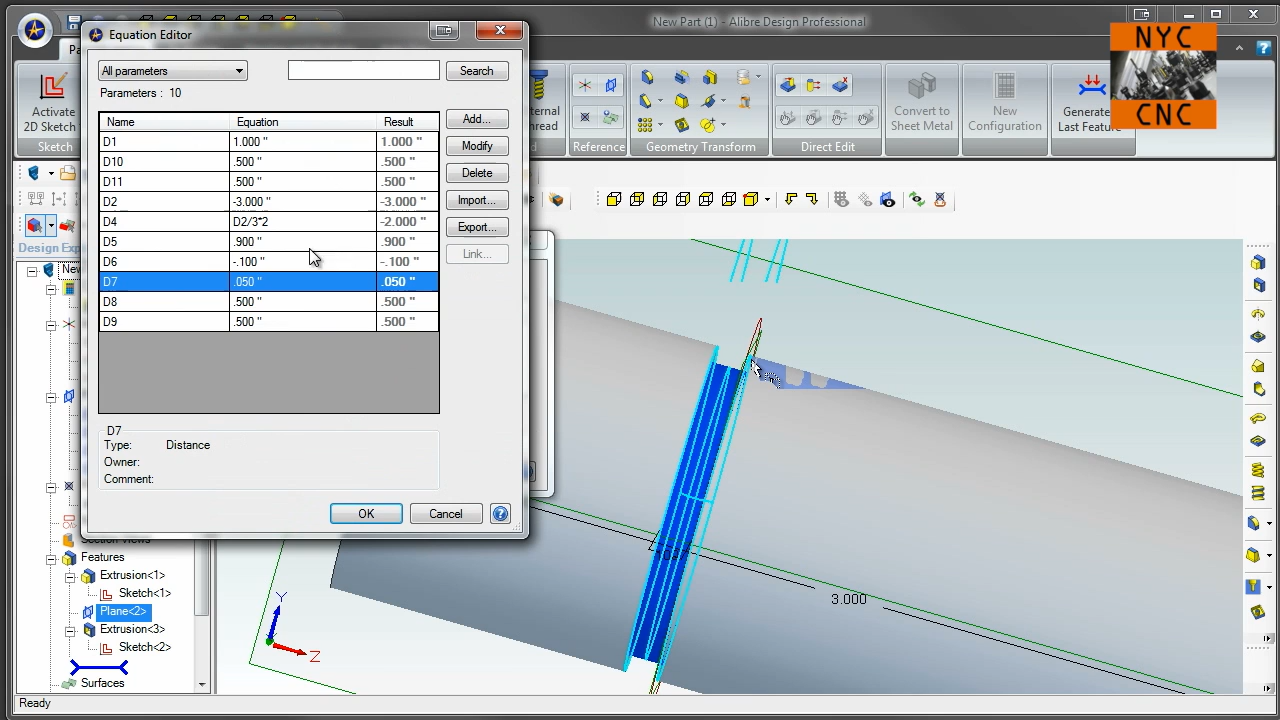 New Part (1) - Alibre Design Professional
Equation Editor
NYC
CNC
All parameters
Search
Parameters : 10
Name Equation Result
D1 1.000 " 1.000 "
D10 .500 " .500 "
D11 .500 " .500 "
D2 -3.000 " -3.000 "
D4 D2/3*2 -2.000 "
D5 .900 " .900 "
D6 -.100 " -.100 "
D7 .050 " .050 "
D8 .500 " .500 "
D9 .500 " .500 "
Add...
Modify
Delete
Import...
Export...
Link...
D7
Type: Distance
Owner:
Comment:
OK Cancel
Activate
2D Sketch
Sketch
Reference
Geometry Transform
Direct Edit
Convert to
Sheet Metal
New
Configuration
Last Feature
3.000
Y
Z
Features
Extrusion<1>
Sketch<1>
Plane<2>
Extrusion<3>
Sketch<2>
Surfaces
Ready